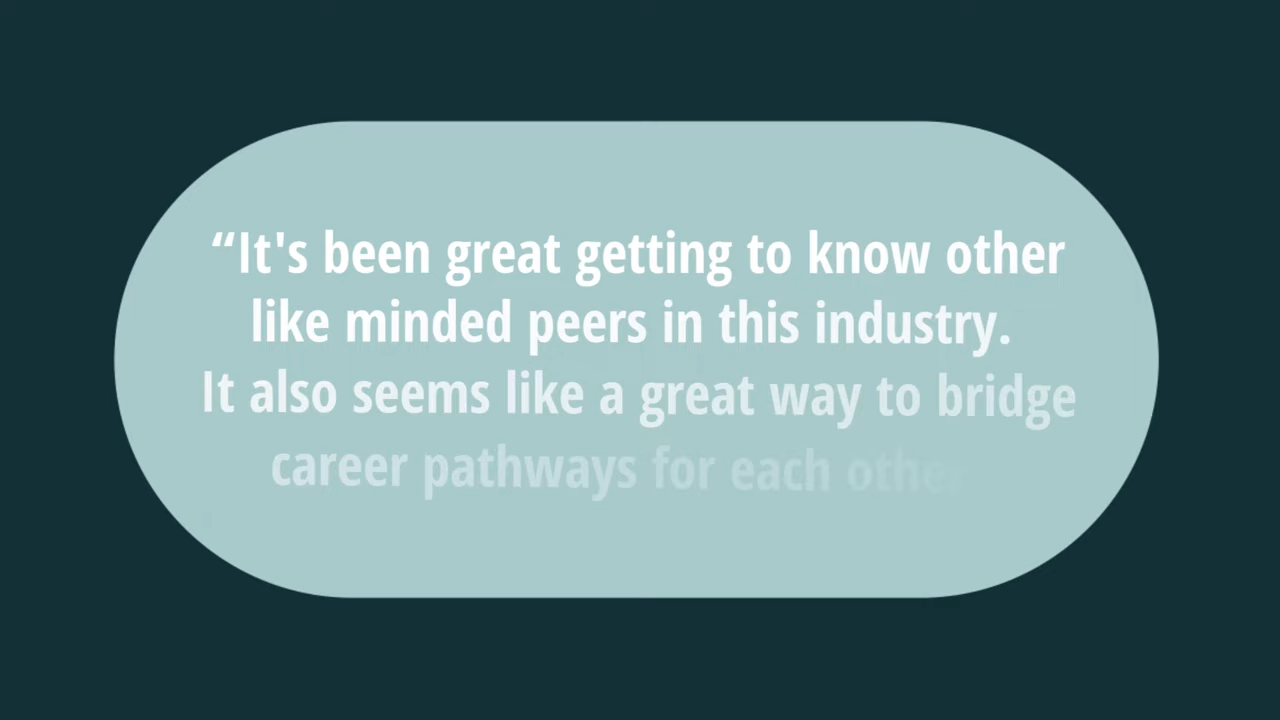 “It's been great getting to know other
like minded peers in this industry.
It also seems like a great way to bridge
career pathways for each other